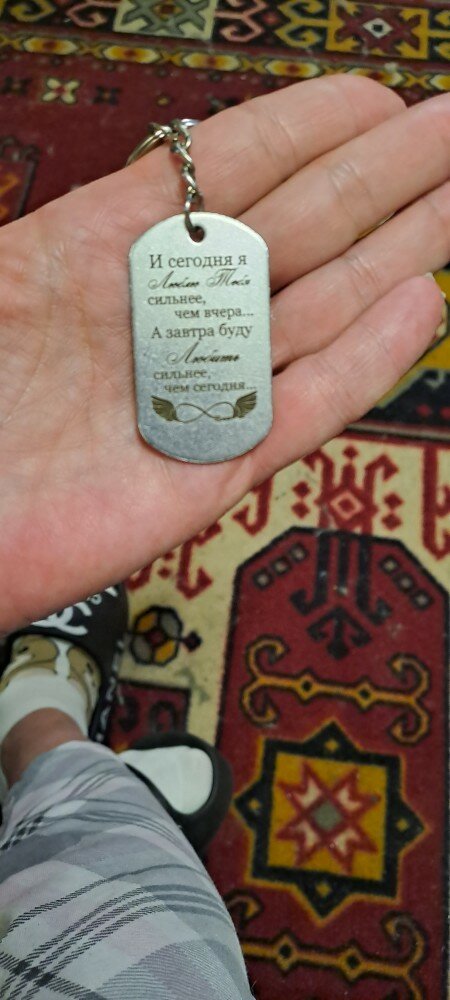 И сегодня я
Люблю Тебя
сильнее,
чем вчера...
А завтра буду
Любить
сильнее,
чем сегодня...